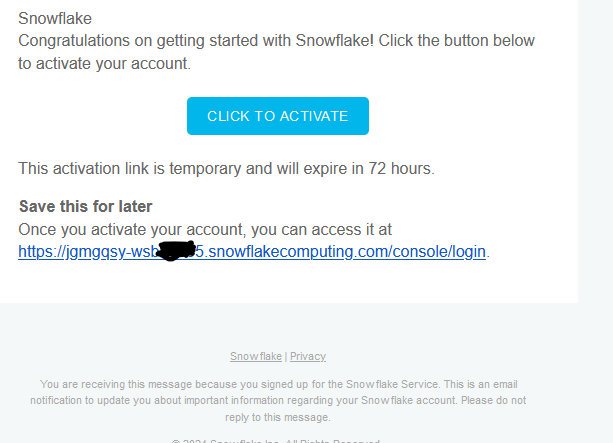 Snowflake
Congratulations on getting started with Snowflake! Click the button below
to activate your account.
CLICK TO ACTIVATE
This activation link is temporary and will expire in 72 hours.
Save this for later
Once you activate your account, you can access it at
https://jgmgqsy-wsb 5.snowflakecomputing.com/console/login.
Snowflake | Privacy
You are receiving this message because you signed up for the Snowflake Service. This is an email
notification to update you about important information regarding your Snowflake account. Please do not
reply to this message.
© 2024 Snowflake Inc. All Rights Reserved